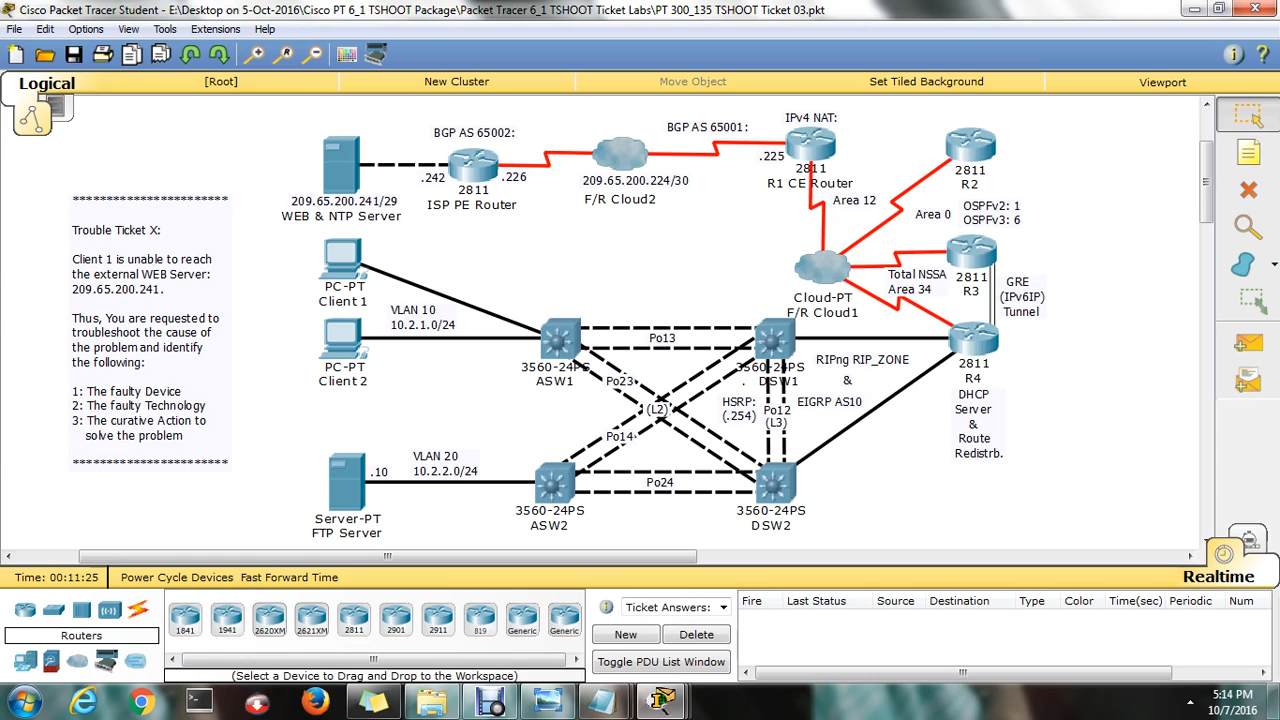 Cisco Packet Tracer Student - E:\Desktop on 5-Oct-2016\Cisco PT 6_1 TSHOOT Package\Packet Tracer 6_1 TSHOOT Ticket Labs\PT 300_135 TSHOOT Ticket 03.pkt
File Edit Options View Tools Extensions Help
Logical [Root] New Cluster Move Object Set Tiled Background Viewport
IPv4 NAT:
BGP AS 65002:
BGP AS 65001:
.225
.242
.226
2811
ISP PE Router
209.65.200.224/30
F/R Cloud2
2811
R1 CE Router
2811
R2
209.65.200.241/29
WEB & NTP Server
Area 12
Area 0
OSPFv2: 1
OSPFv3: 6
************************
Trouble Ticket X:
Client 1 is unable to reach
the external WEB Server:
209.65.200.241.
Thus, You are requested to
troubleshoot the cause of
the problem and identify
the following:
1: The faulty Device
2: The faulty Technology
3: The curative Action to
solve the problem
************************
PC-PT
Client 1
VLAN 10
10.2.1.0/24
PC-PT
Client 2
Cloud-PT
F/R Cloud1
Total NSSA
Area 34
2811
R3
GRE
(IPv6IP)
Tunnel
3560-24PS
ASW1
Po13
3560-24PS
DSW1
RIPng RIP_ZONE
&
EIGRP AS10
2811
R4
DHCP
Server
&
Route
Redistrb.
Po23
(L2)
HSRP:
(.254)
Po12
(L3)
Po14
VLAN 20
10.2.2.0/24
.10
Server-PT
FTP Server
Po24
3560-24PS
ASW2
3560-24PS
DSW2
Realtime
Time: 00:11:25 Power Cycle Devices Fast Forward Time
Routers
1841 1941 2620XM 2621XM 2811 2901 2911 819 Generic Generic
(Select a Device to Drag and Drop to the Workspace)
Ticket Answers:
New Delete
Toggle PDU List Window
Fire Last Status Source Destination Type Color Time(sec) Periodic Num
5:14 PM
10/7/2016